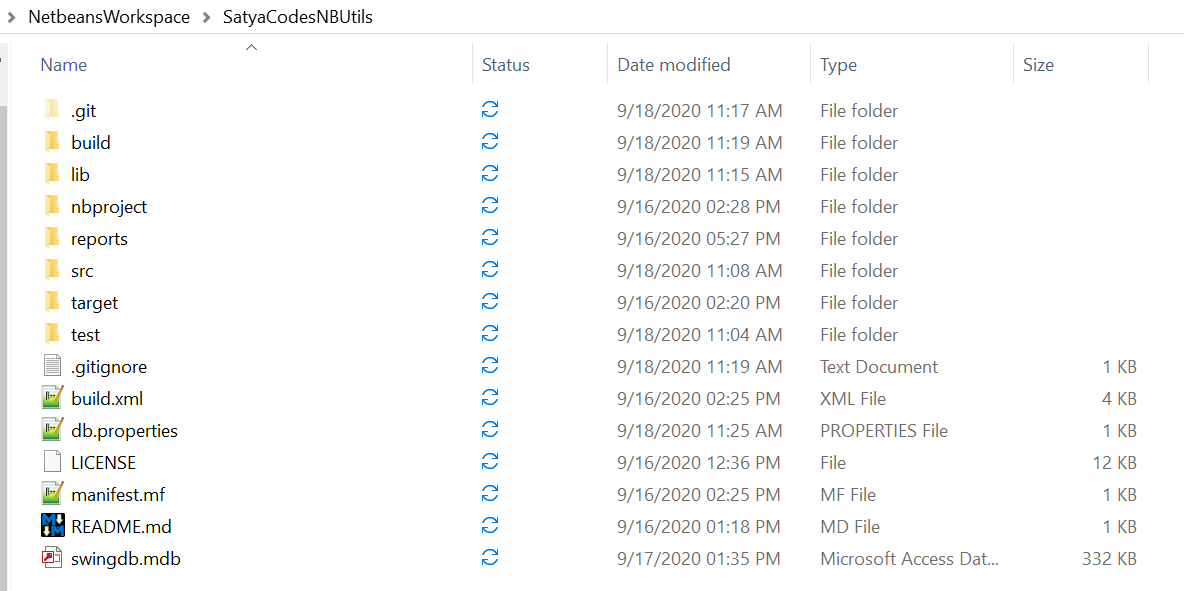 NetbeansWorkspace > SatyaCodesNBUtils
Name Status Date modified Type Size
.git 9/18/2020 11:17 AM File folder
build 9/18/2020 11:19 AM File folder
lib 9/18/2020 11:15 AM File folder
nbproject 9/16/2020 02:28 PM File folder
reports 9/16/2020 05:27 PM File folder
src 9/18/2020 11:08 AM File folder
target 9/16/2020 02:20 PM File folder
test 9/18/2020 11:04 AM File folder
.gitignore 9/18/2020 11:19 AM Text Document 1 KB
build.xml 9/16/2020 02:25 PM XML File 4 KB
db.properties 9/18/2020 11:25 AM PROPERTIES File 1 KB
LICENSE 9/16/2020 12:36 PM File 12 KB
manifest.mf 9/16/2020 02:25 PM MF File 1 KB
README.md 9/16/2020 01:18 PM MD File 1 KB
swingdb.mdb 9/17/2020 01:35 PM Microsoft Access Dat... 332 KB